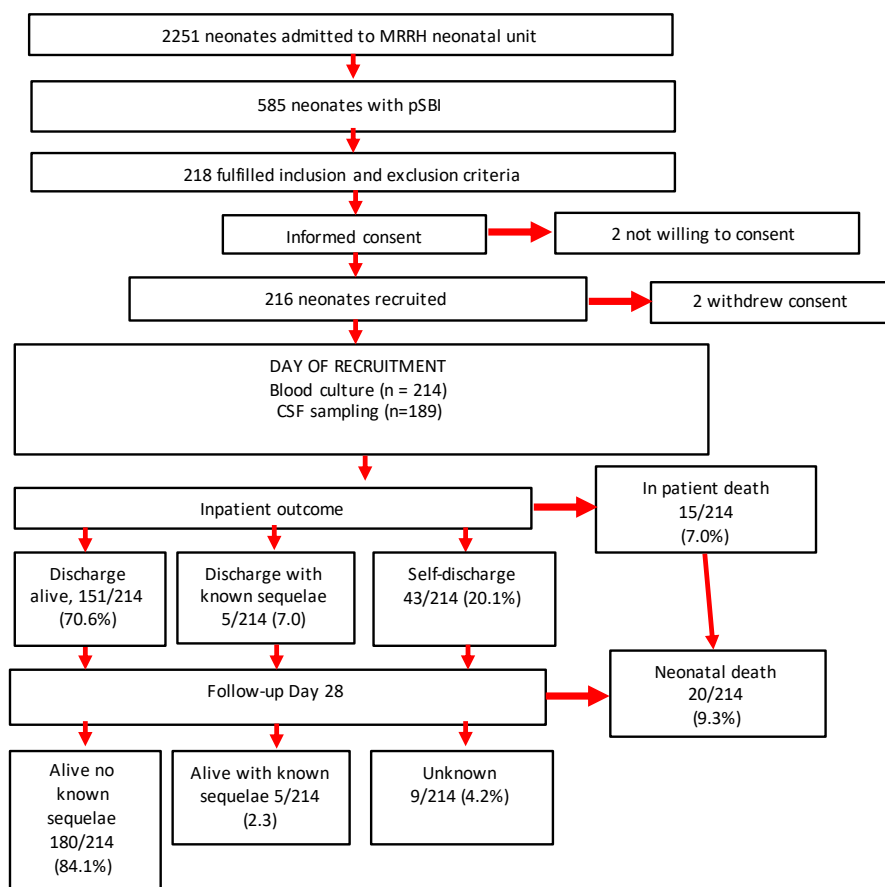 2251 neonates admitted to MRRH neonatal unit
585 neonates with pSBI
218 fulfilled inclusion and exclusion criteria
Informed consent
2 not willing to consent
216 neonates recruited
2 withdrew consent
DAY OF RECRUITMENT
Blood culture (n = 214)
CSF sampling (n=189)
Inpatient outcome
In patient death
15/214
(7.0%)
Discharge
alive, 151/214
(70.6%)
Discharge with
known sequelae
5/214 (7.0)
Self-discharge
43/214 (20.1%)
Follow-up Day 28
Neonatal death
20/214
(9.3%)
Alive no
known
sequelae
180/214
(84.1%)
Alive with known
sequelae 5/214
(2.3)
Unknown
9/214 (4.2%)